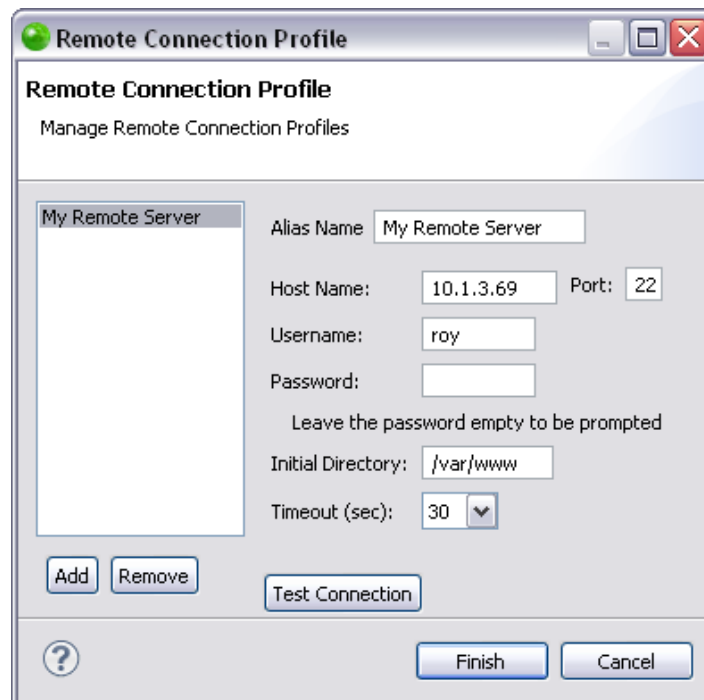 Remote Connection Profile
Remote Connection Profile
Manage Remote Connection Profiles
My Remote Server
Alias Name My Remote Server
Host Name: 10.1.3.69 Port: 22
Username: roy
Password:
Leave the password empty to be prompted
Initial Directory: /var/www
Timeout (sec): 30
Add Remove
Test Connection
? Finish Cancel